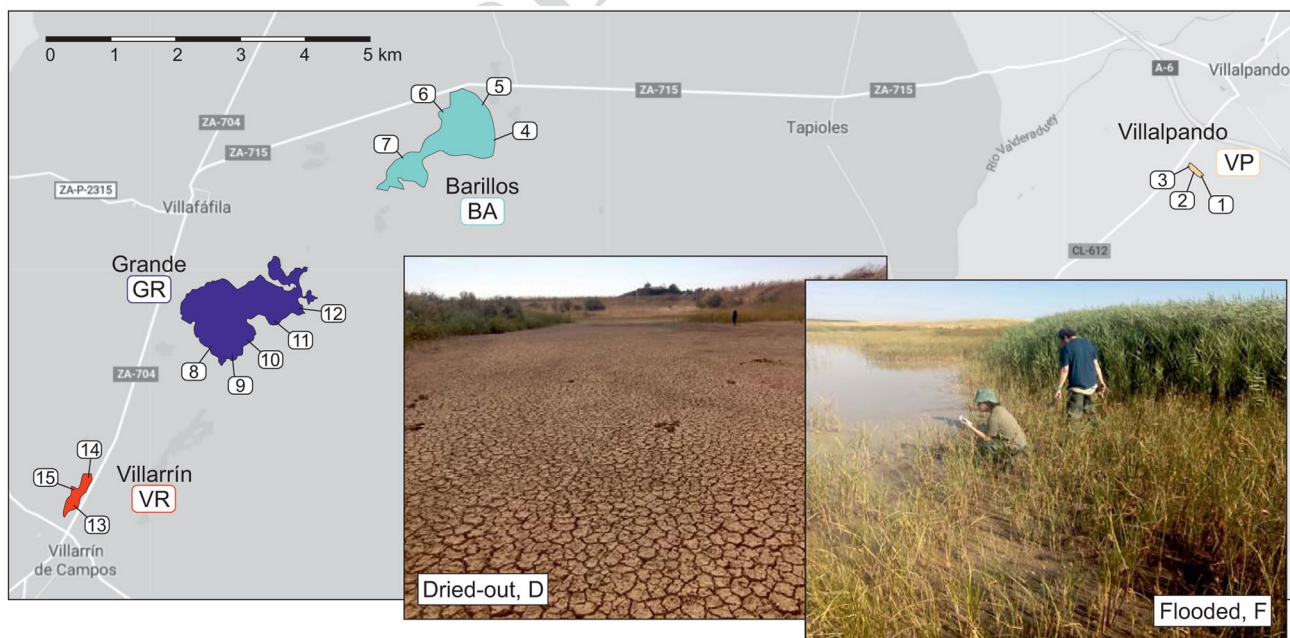 0 1 2 3 4 5 km
ZA-704
ZA-715
ZA-P-2315
Villafáfila
6
5
4
7
Barillos
BA
ZA-715
ZA-715
Tapioles
Río Valderaduey
A-6
Villalpando
Villalpando
VP
3
2
1
CL-612
Grande
GR
12
11
10
9
8
ZA-704
14
15
13
Villarrín
VR
Villarrín
de Campos
Dried-out, D
Flooded, F